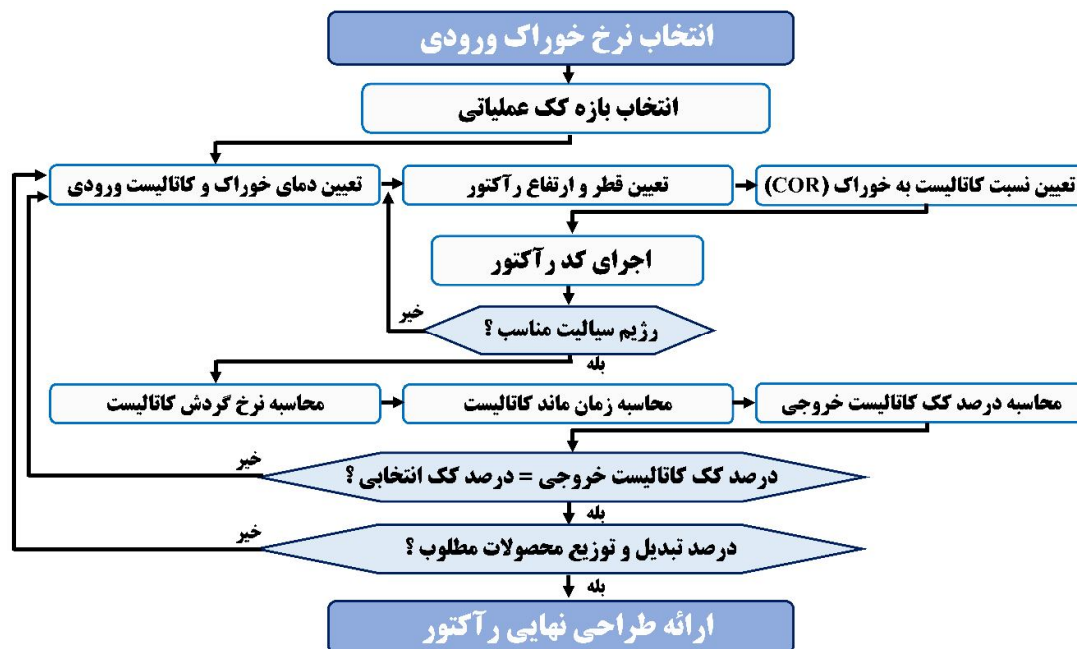 انتخاب نرخ خوراک ورودی
انتخاب بازه کک عملیاتی
تعیین دمای خوراک و کاتالیست ورودی
تعیین قطر و ارتفاع رآکتور
تعیین نسبت کاتالیست به خوراک (COR)
اجرای کد رآکتور
رژیم سیالیت مناسب ؟
خیر
بله
محاسبه نرخ گردش کاتالیست
محاسبه زمان ماند کاتالیست
محاسبه درصد کک کاتالیست خروجی
درصد کک کاتالیست خروجی = درصد کک انتخابی ؟
خیر
بله
درصد تبدیل و توزیع محصولات مطلوب ؟
خیر
بله
ارائه طراحی نهایی رآکتور